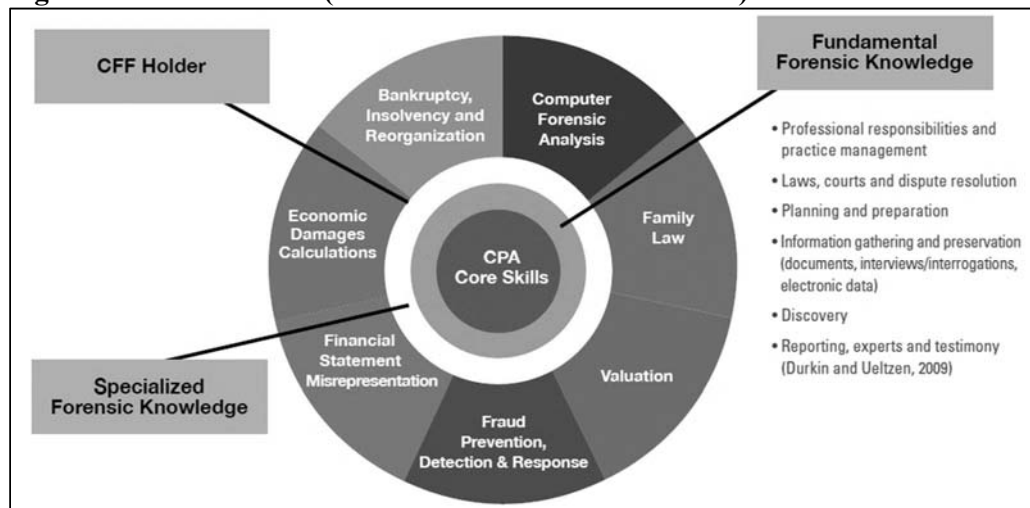 CFF Holder
Fundamental
Forensic Knowledge
Bankruptcy,
Insolvency and
Reorganization
Computer
Forensic
Analysis
• Professional responsibilities and
practice management
• Laws, courts and dispute resolution
• Planning and preparation
• Information gathering and preservation
(documents, interviews/interrogations,
electronic data)
• Discovery
• Reporting, experts and testimony
(Durkin and Ueltzen, 2009)
Economic
Damages
Calculations
Family
Law
CPA
Core Skills
Financial
Statement
Misrepresentation
Valuation
Specialized
Forensic Knowledge
Fraud
Prevention,
Detection & Response